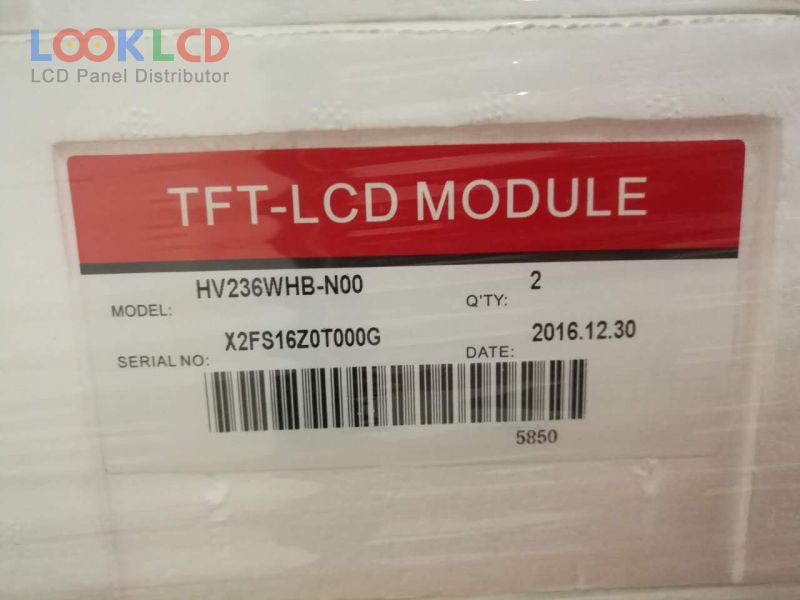 LOOKLCD
LCD Panel Distributor
TFT-LCD MODULE
MODEL: HV236WHB-N00 Q'TY: 2
SERIAL NO: X2FS16Z0T000G DATE: 2016.12.30
5850